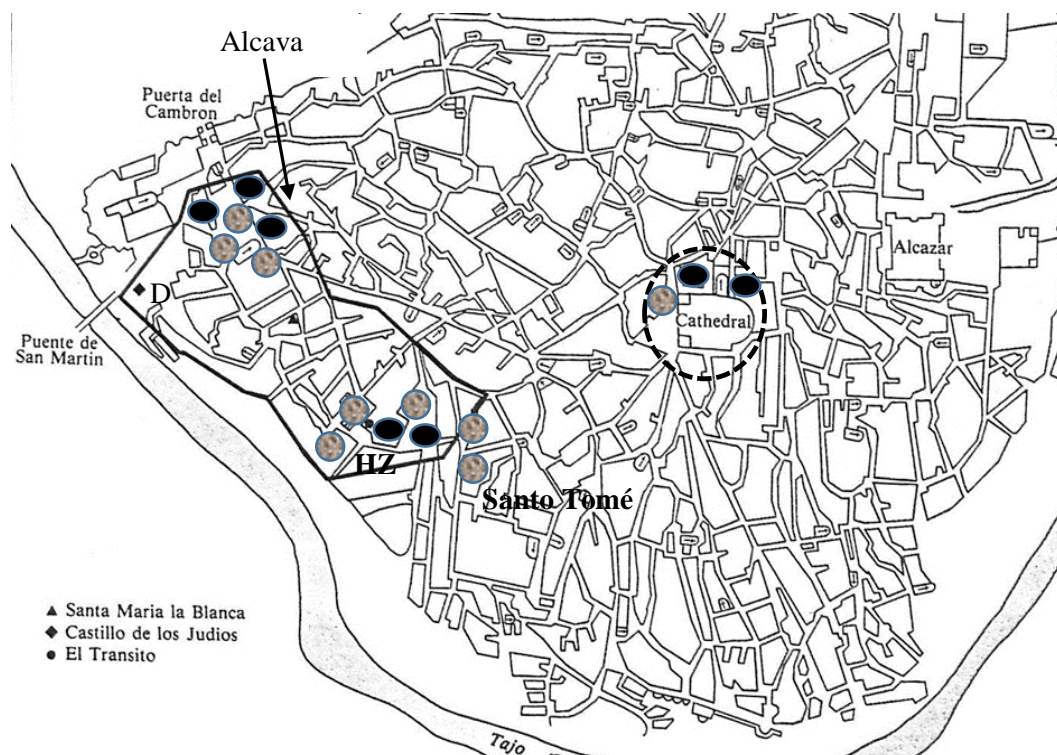 Alcava
Puerta del
Cambron
Alcazar
D
Cathedral
Puente de
San Martin
HZ
Santo Tomé
Santa Maria la Blanca
Castillo de los Judios
El Transito
Tajo